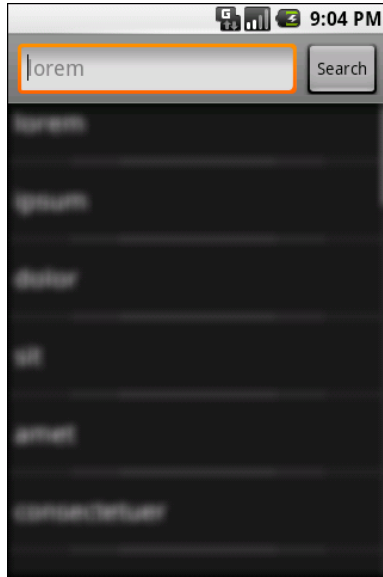 G 9:04 PM
lorem
Search
lorem
ipsum
dolor
sit
amet
consectetuer